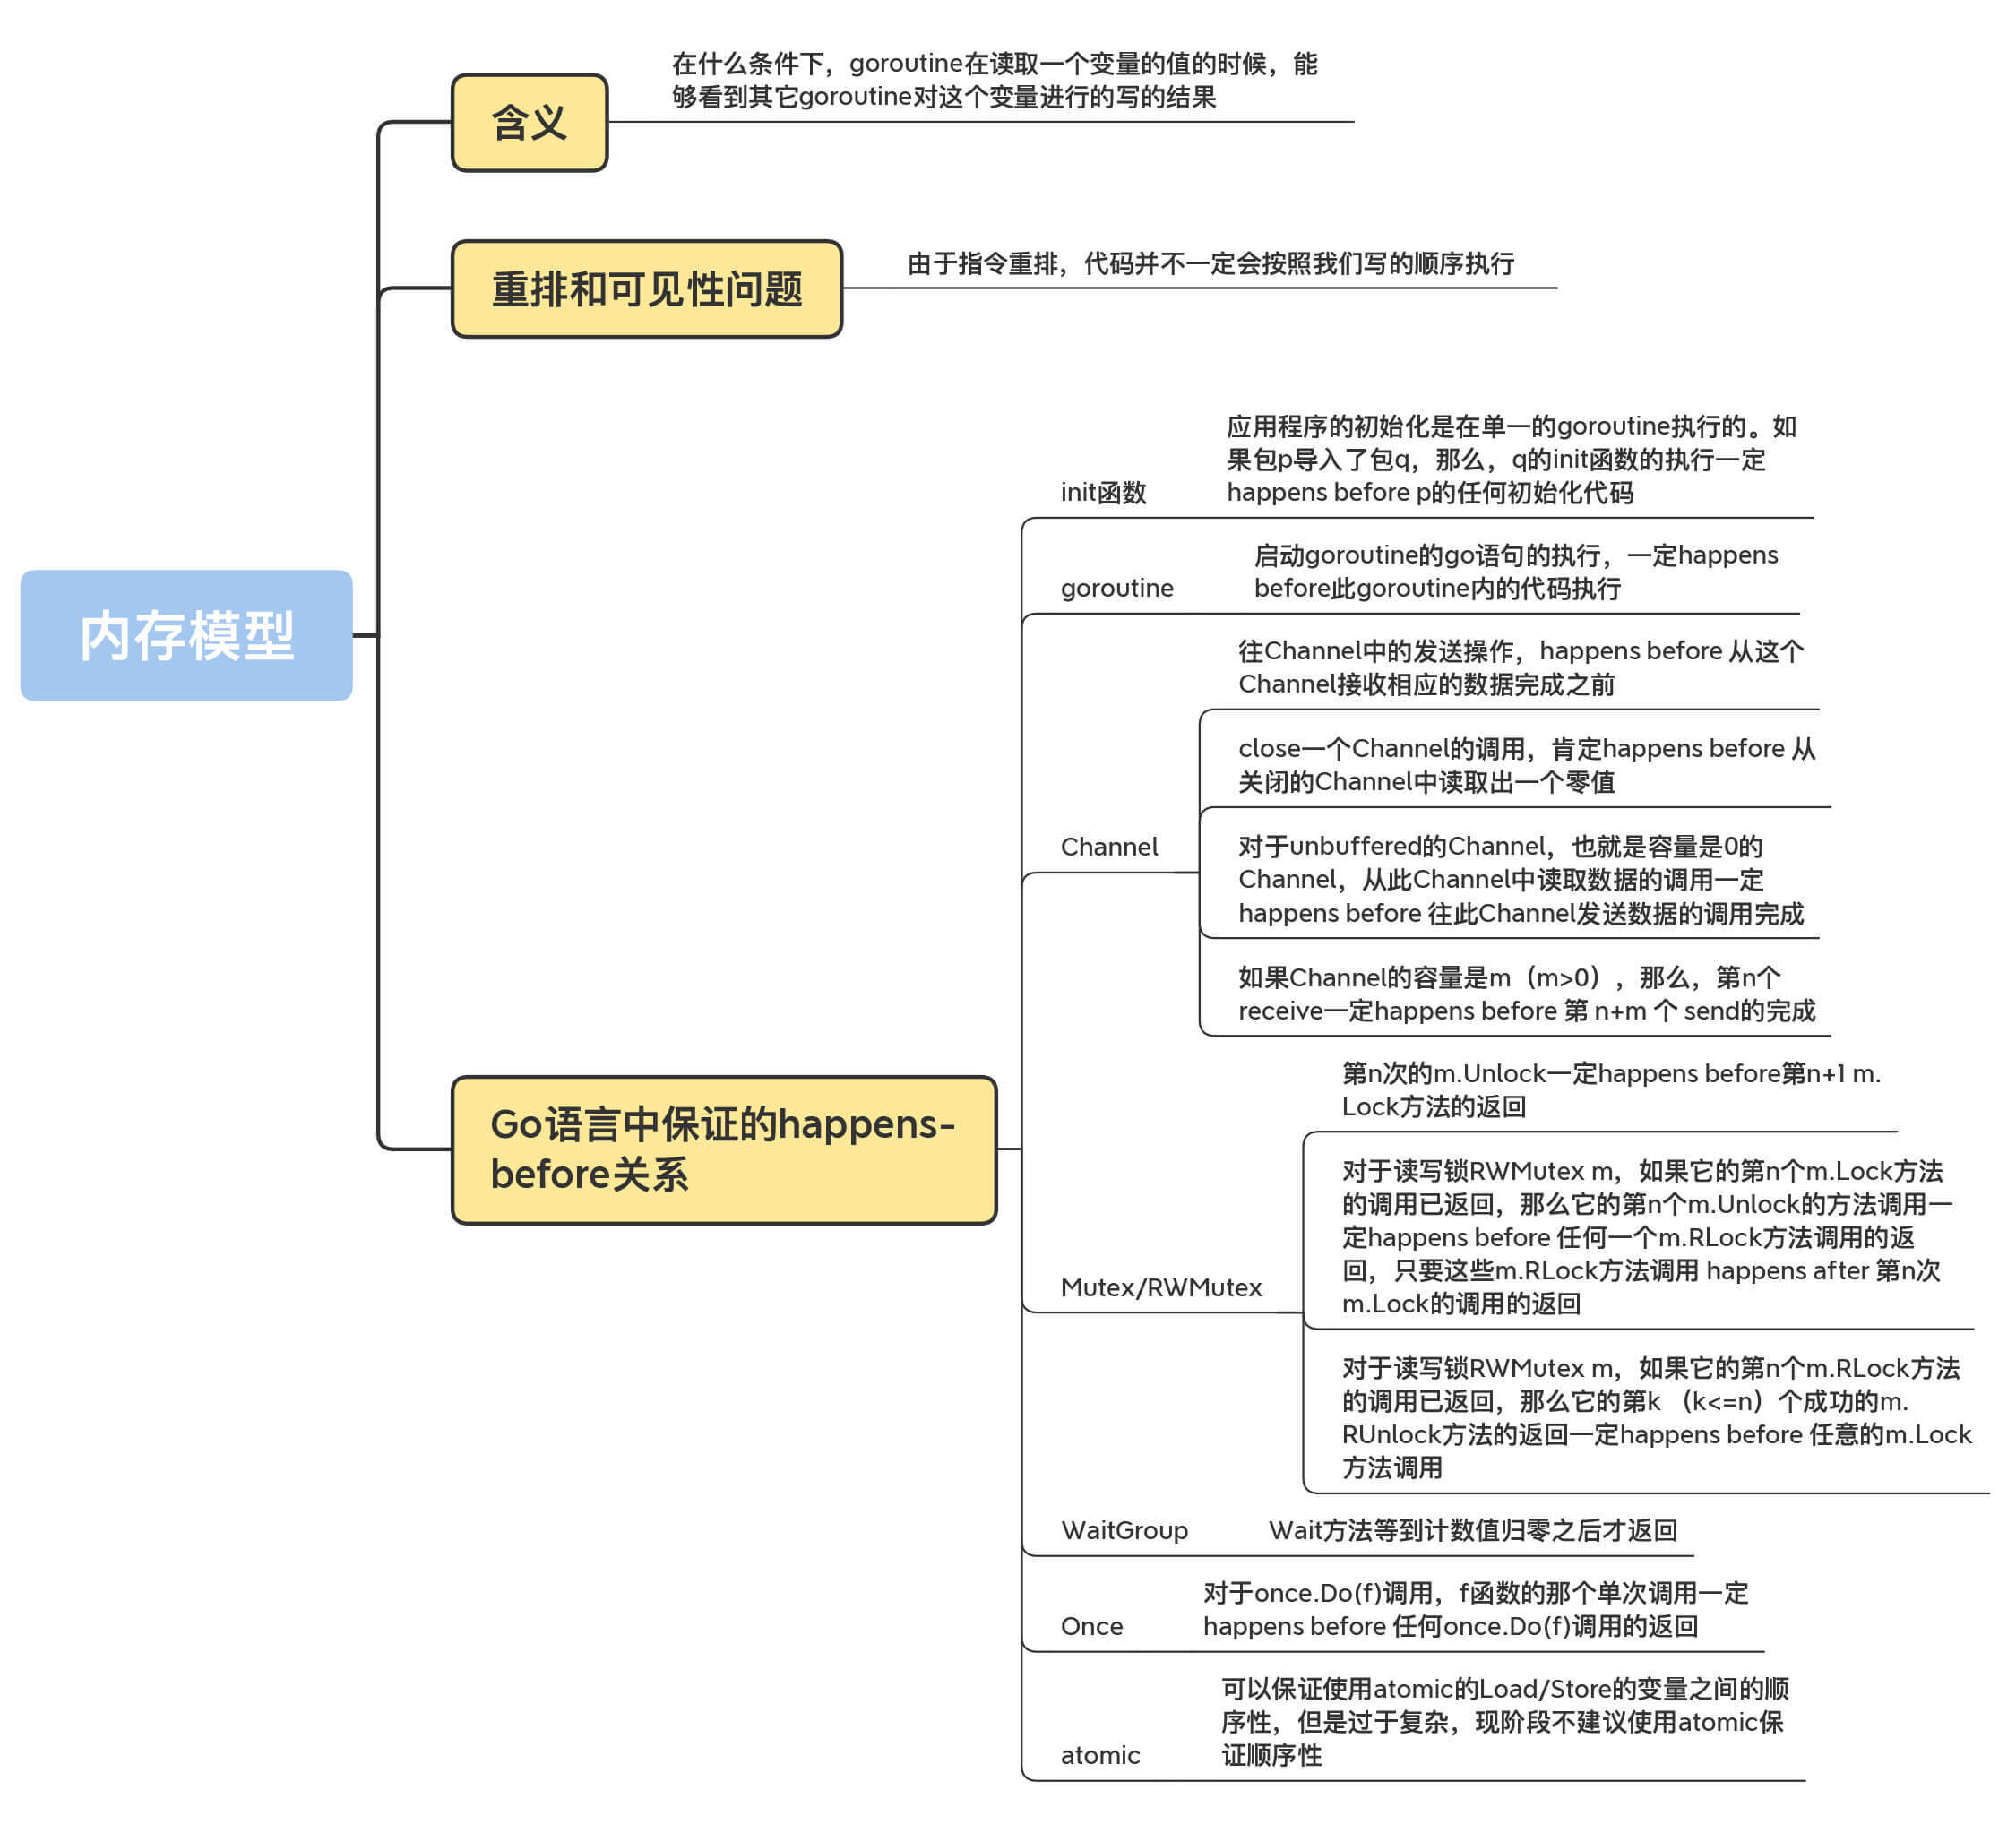 内存模型
含义
在什么条件下，goroutine在读取一个变量的值的时候，能
够看到其它goroutine对这个变量进行的写的结果
重排和可见性问题
由于指令重排，代码并不一定会按照我们写的顺序执行
Go语言中保证的happens-
before关系
init函数
应用程序的初始化是在单一的goroutine执行的。如
果包p导入了包q，那么，q的init函数的执行一定
happens before p的任何初始化代码
goroutine
启动goroutine的go语句的执行，一定happens
before此goroutine内的代码执行
Channel
往Channel中的发送操作，happens before 从这个
Channel接收相应的数据完成之前
close一个Channel的调用，肯定happens before 从
关闭的Channel中读取出一个零值
对于unbuffered的Channel，也就是容量是0的
Channel，从此Channel中读取数据的调用一定
happens before 往此Channel发送数据的调用完成
如果Channel的容量是m（m>0），那么，第n个
receive一定happens before 第 n+m 个 send的完成
Mutex/RWMutex
第n次的m.Unlock一定happens before第n+1 m.
Lock方法的返回
对于读写锁RWMutex m，如果它的第n个m.Lock方法
的调用已返回，那么它的第n个m.Unlock的方法调用一
定happens before 任何一个m.RLock方法调用的返
回，只要这些m.RLock方法调用 happens after 第n次
m.Lock的调用的返回
对于读写锁RWMutex m，如果它的第n个m.RLock方法
的调用已返回，那么它的第k （k<=n）个成功的m.
RUnlock方法的返回一定happens before 任意的m.Lock
方法调用
WaitGroup
Wait方法等到计数值归零之后才返回
Once
对于once.Do(f)调用，f函数的那个单次调用一定
happens before 任何once.Do(f)调用的返回
atomic
可以保证使用atomic的Load/Store的变量之间的顺
序性，但是过于复杂，现阶段不建议使用atomic保
证顺序性